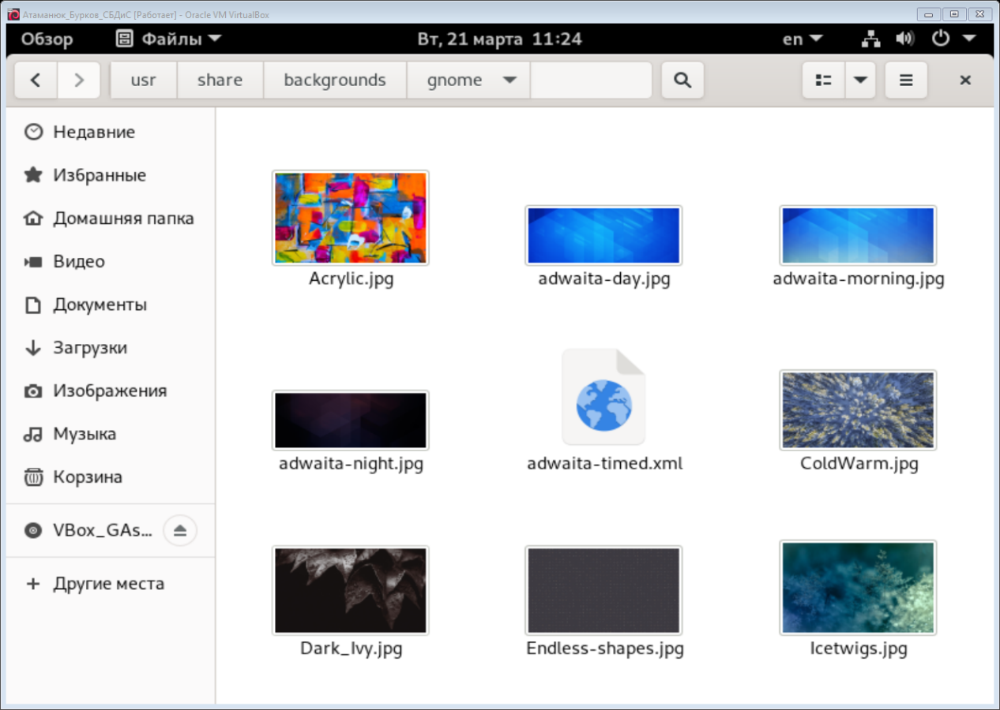 Атаманюк_Бурков_СБДиС [Работает] - Oracle VM VirtualBox
Обзор Файлы Вт, 21 марта 11:24 en
usr share backgrounds gnome
Недавние
Избранные
Домашняя папка
Видео
Документы
Загрузки
Изображения
Музыка
Корзина
VBox_GAs...
Другие места
Acrylic.jpg adwaita-day.jpg adwaita-morning.jpg
adwaita-night.jpg adwaita-timed.xml ColdWarm.jpg
Dark_Ivy.jpg Endless-shapes.jpg Icetwigs.jpg